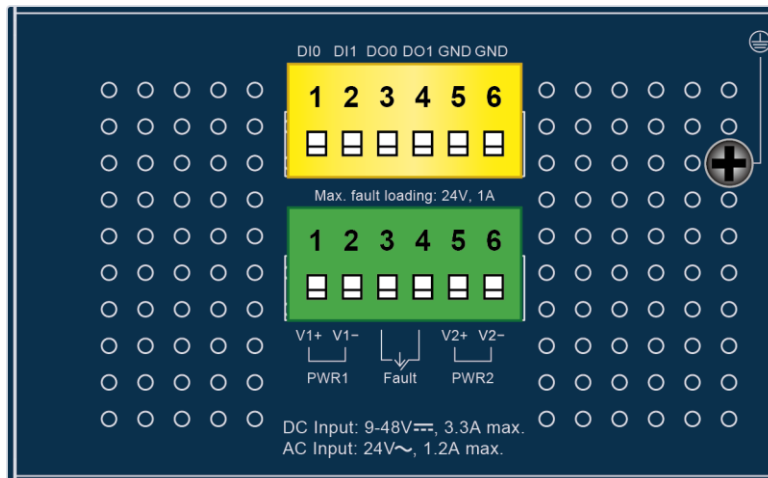 DI0 DI1 DO0 DO1 GND GND
1 2 3 4 5 6
Max. fault loading: 24V, 1A
1 2 3 4 5 6
V1+ V1− V2+ V2−
PWR1 Fault PWR2
DC Input: 9-48V⎓, 3.3A max.
AC Input: 24V~, 1.2A max.